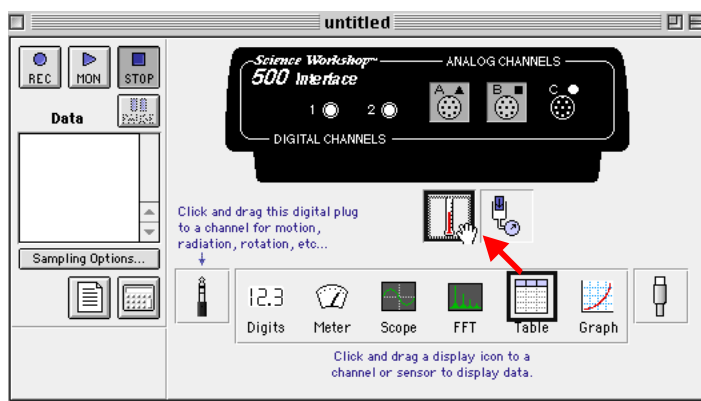 untitled
REC MON STOP
Data
PAUSE
Sampling Options...
Science Workshop™
500 Interface
ANALOG CHANNELS
A B C
1 2
DIGITAL CHANNELS
Click and drag this digital plug
to a channel for motion,
radiation, rotation, etc...
12.3
Digits Meter Scope FFT Table Graph
Click and drag a display icon to a
channel or sensor to display data.